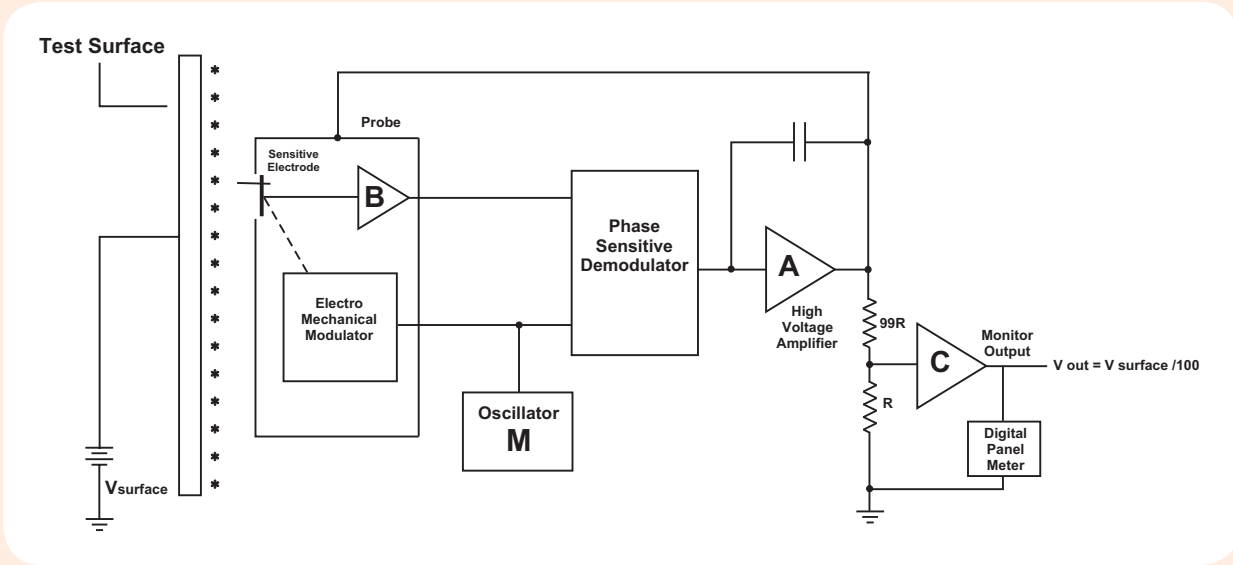 Test Surface
Probe
Sensitive
Electrode
B
Electro
Mechanical
Modulator
Oscillator
M
Phase
Sensitive
Demodulator
A
High
Voltage
Amplifier
99R
R
C
Monitor
Output
V out = V surface /100
Digital
Panel
Meter
Vsurface